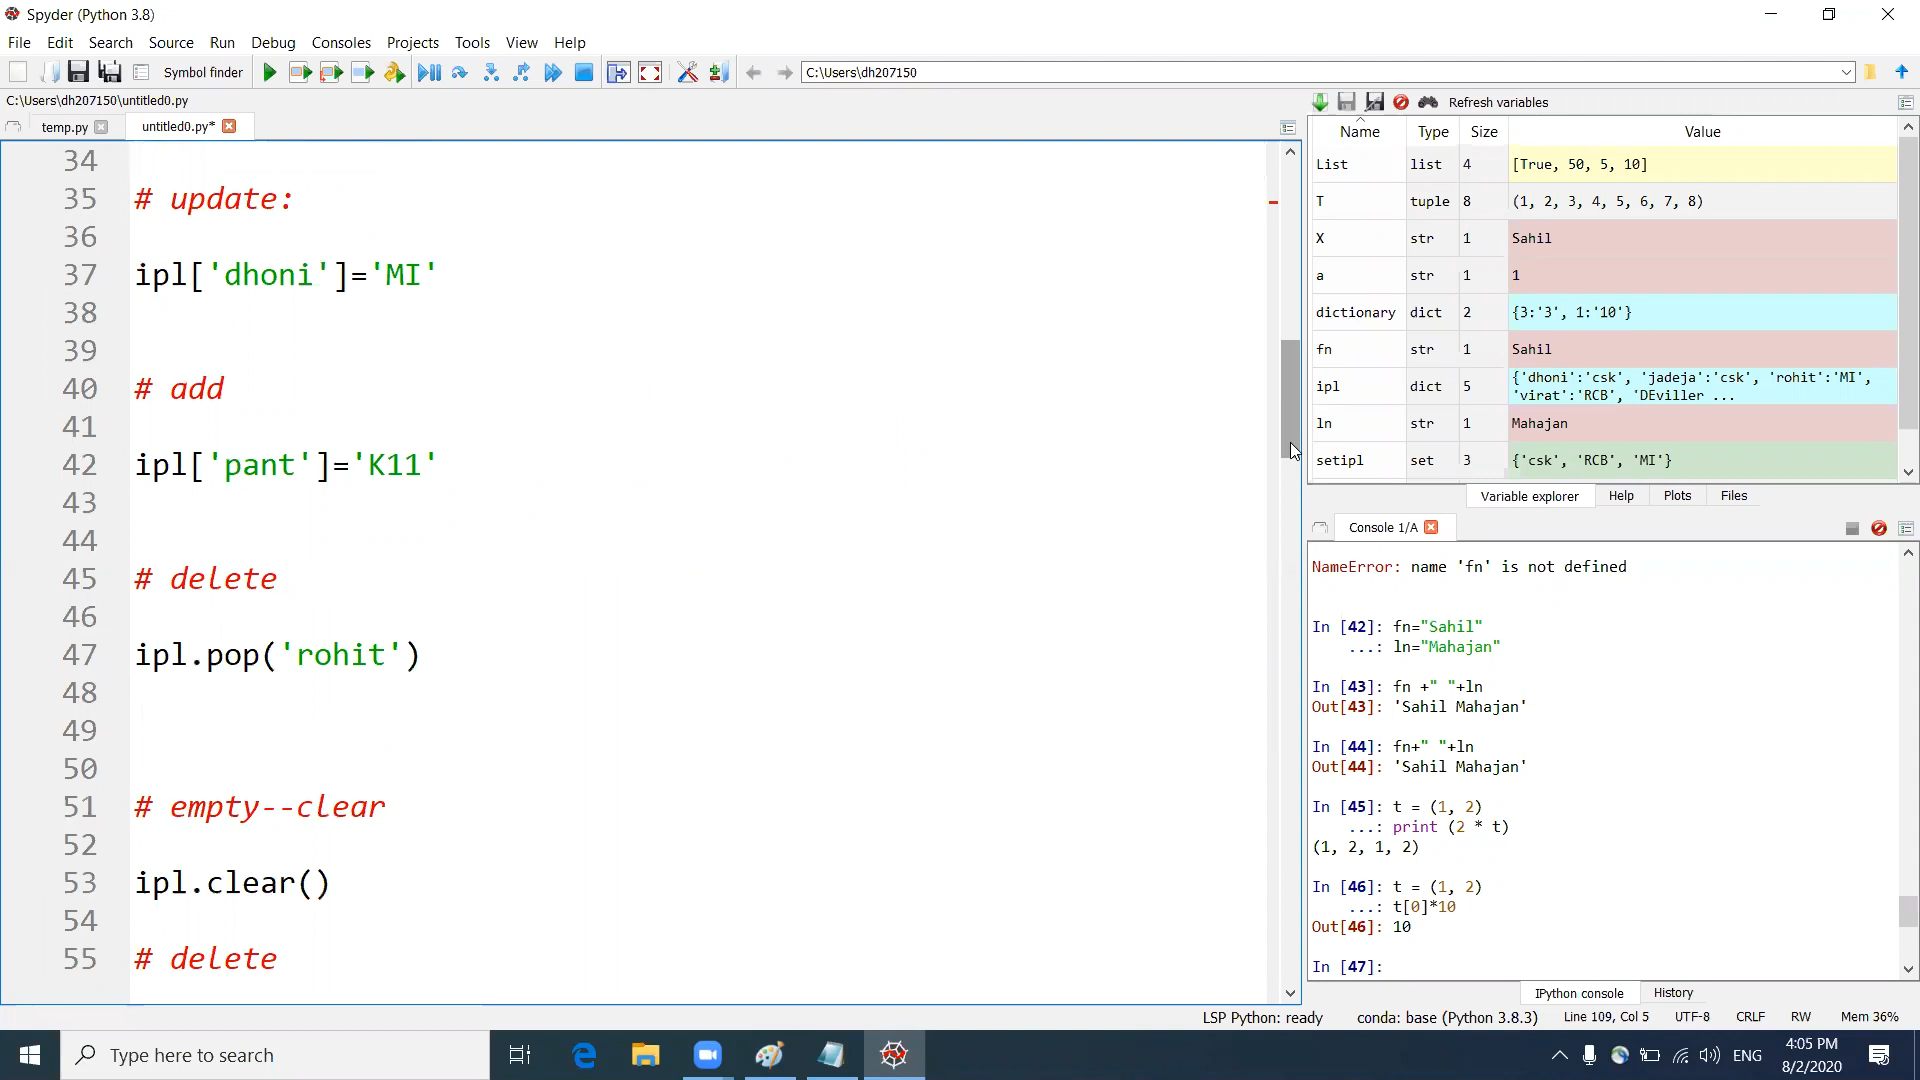 Spyder (Python 3.8)
File Edit Search Source Run Debug Consoles Projects Tools View Help
Symbol finder
C:\Users\dh207150
C:\Users\dh207150\untitled0.py
temp.py
untitled0.py*
34
35 # update:
36
37 ipl['dhoni']='MI'
38
39
40 # add
41
42 ipl['pant']='K11'
43
44
45 # delete
46
47 ipl.pop('rohit')
48
49
50
51 # empty--clear
52
53 ipl.clear()
54
55 # delete
Refresh variables
Name Type Size Value
List list 4 [True, 50, 5, 10]
T tuple 8 (1, 2, 3, 4, 5, 6, 7, 8)
X str 1 Sahil
a str 1 1
dictionary dict 2 {3:'3', 1:'10'}
fn str 1 Sahil
ipl dict 5 {'dhoni':'csk', 'jadeja':'csk', 'rohit':'MI',
'virat':'RCB', 'DEviller ...
ln str 1 Mahajan
setipl set 3 {'csk', 'RCB', 'MI'}
Variable explorer Help Plots Files
Console 1/A
NameError: name 'fn' is not defined
In [42]: fn="Sahil"
...: ln="Mahajan"
In [43]: fn +" "+ln
Out[43]: 'Sahil Mahajan'
In [44]: fn+" "+ln
Out[44]: 'Sahil Mahajan'
In [45]: t = (1, 2)
...: print (2 * t)
(1, 2, 1, 2)
In [46]: t = (1, 2)
...: t[0]*10
Out[46]: 10
In [47]:
IPython console History
LSP Python: ready conda: base (Python 3.8.3) Line 109, Col 5 UTF-8 CRLF RW Mem 36%
Type here to search
ENG
4:05 PM
8/2/2020